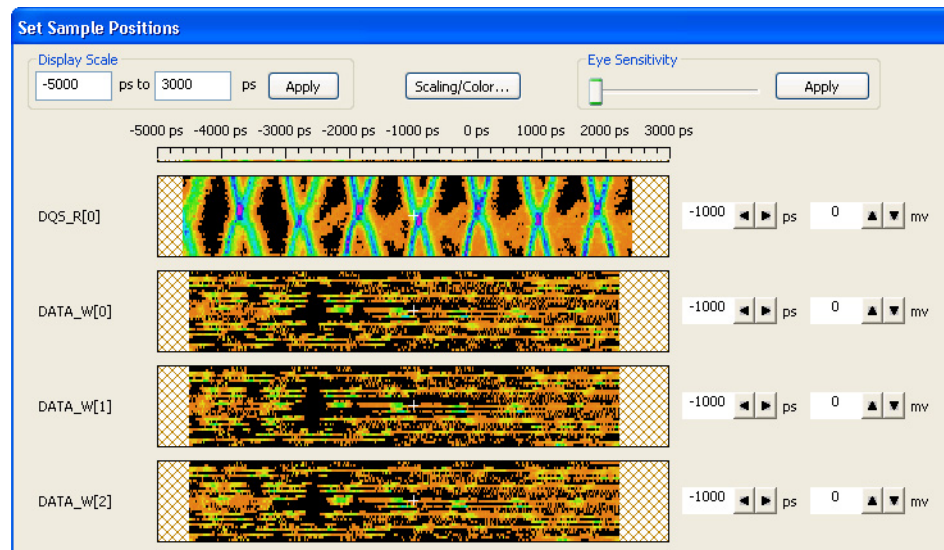 Set Sample Positions
Display Scale
Eye Sensitivity
-5000 ps to 3000 ps Apply Scaling/Color... Apply
-5000 ps -4000 ps -3000 ps -2000 ps -1000 ps 0 ps 1000 ps 2000 ps 3000 ps
DQS_R[0] -1000 ps 0 mv
DATA_W[0] -1000 ps 0 mv
DATA_W[1] -1000 ps 0 mv
DATA_W[2] -1000 ps 0 mv